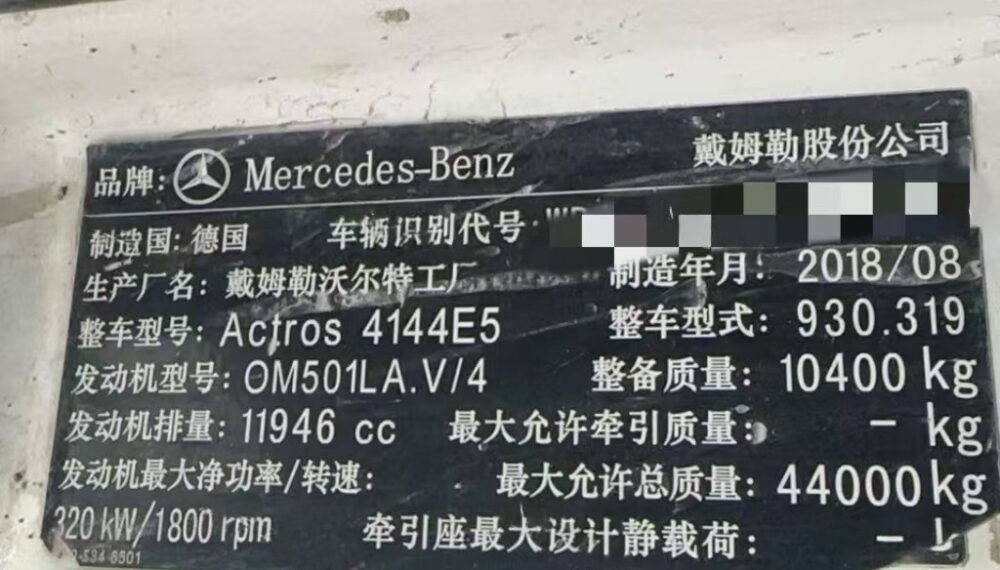 品牌: Mercedes-Benz 戴姆勒股份公司
制造国: 德国 车辆识别代号:
生产厂名: 戴姆勒沃尔特工厂 制造年月: 2018/08
整车型号: Actros 4144E5 整车型式: 930.319
发动机型号: OM501LA.V/4 整备质量: 10400 kg
发动机排量: 11946 cc 最大允许牵引质量: – kg
发动机最大净功率/转速: 最大允许总质量: 44000 kg
320 kW/1800 rpm 牵引座最大设计静载荷: –